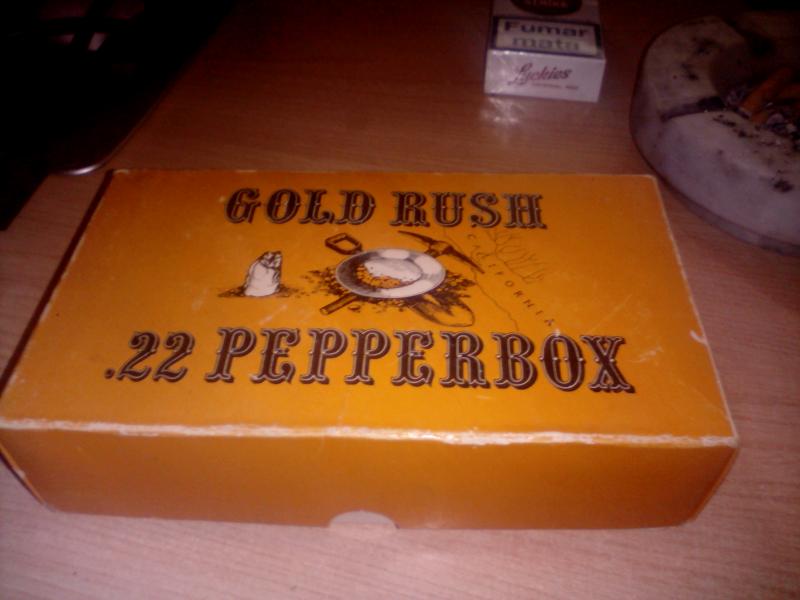 Fumar
mata
Luckies
GOLD RUSH
CALIFORNIA
.22 PEPPERBOX